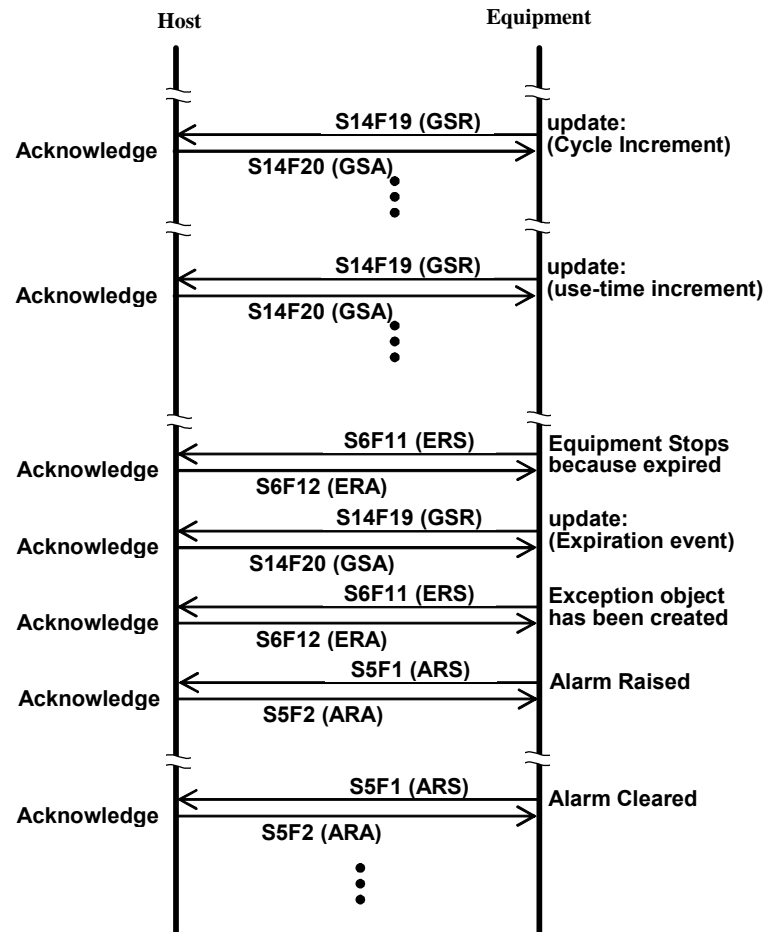 Host
Equipment
S14F19 (GSR)
update:
(Cycle Increment)
Acknowledge
S14F20 (GSA)
S14F19 (GSR)
update:
(use-time increment)
Acknowledge
S14F20 (GSA)
S6F11 (ERS)
Equipment Stops
because expired
Acknowledge
S6F12 (ERA)
S14F19 (GSR)
update:
(Expiration event)
Acknowledge
S14F20 (GSA)
S6F11 (ERS)
Exception object
has been created
Acknowledge
S6F12 (ERA)
S5F1 (ARS)
Alarm Raised
Acknowledge
S5F2 (ARA)
S5F1 (ARS)
Alarm Cleared
Acknowledge
S5F2 (ARA)